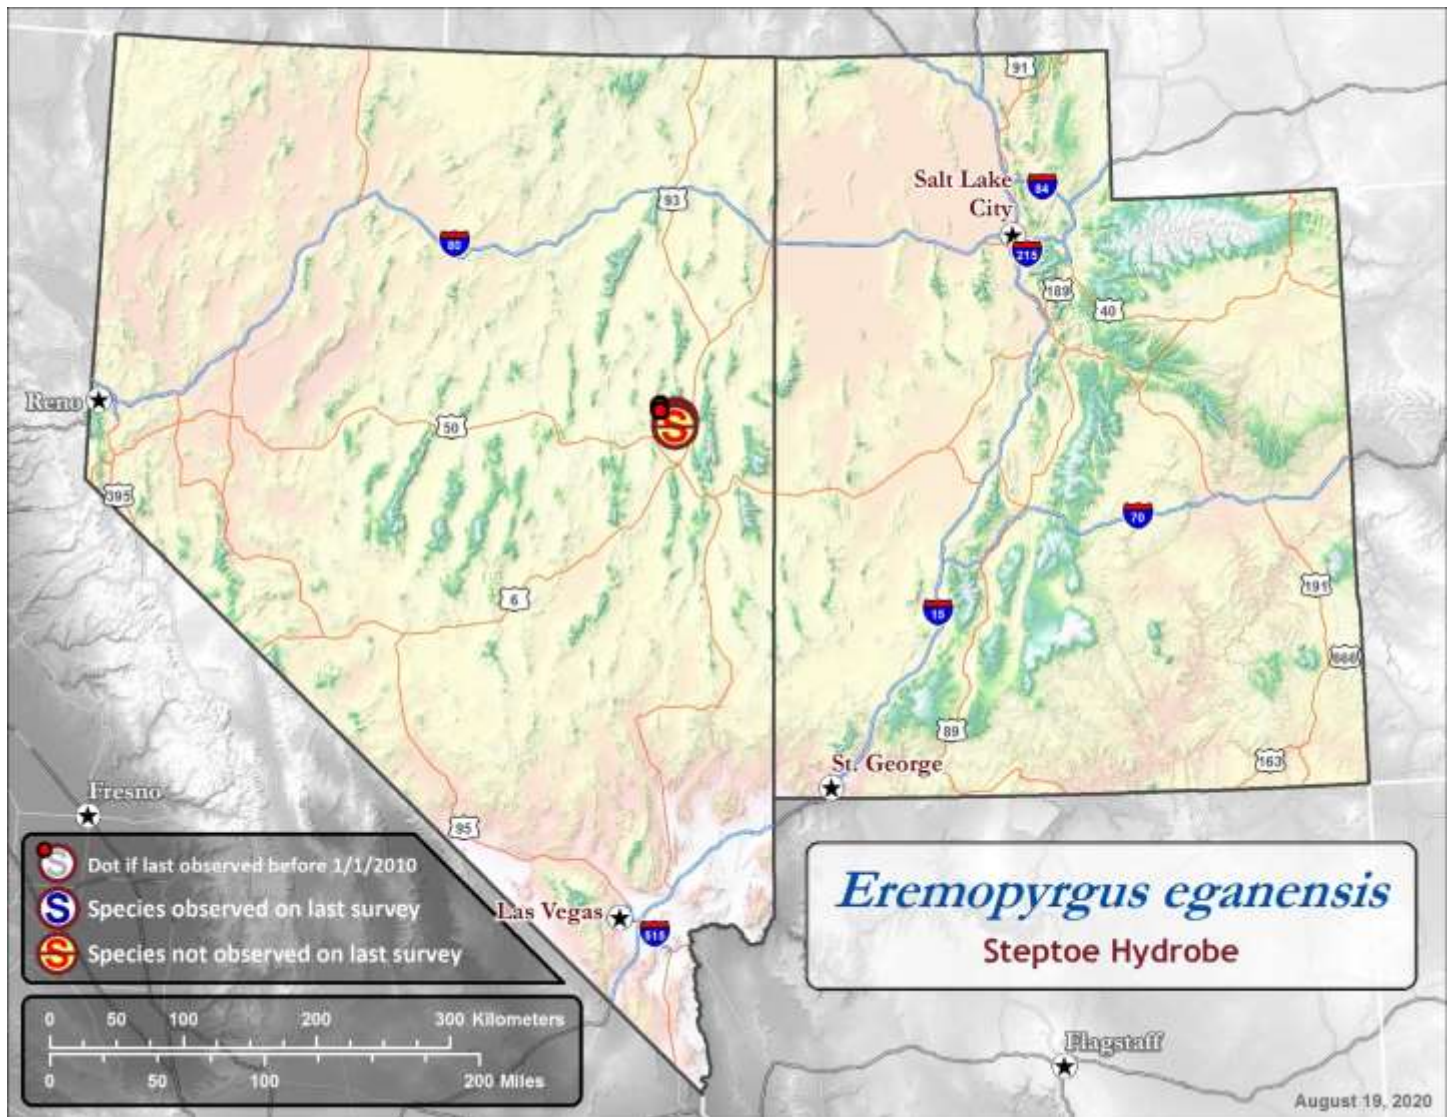 91
Salt Lake
City
84
93
80
215
189
40
Reno
50
395
70
6
191
15
666
89
St. George
163
Fresno
95
Dot if last observed before 1/1/2010
Species observed on last survey
Species not observed on last survey
Las Vegas
515
Eremopyrgus eganensis
Steptoe Hydrobe
0 50 100 200 300 Kilometers
0 50 100 200 Miles
Flagstaff
August 19, 2020
S
S
S
S